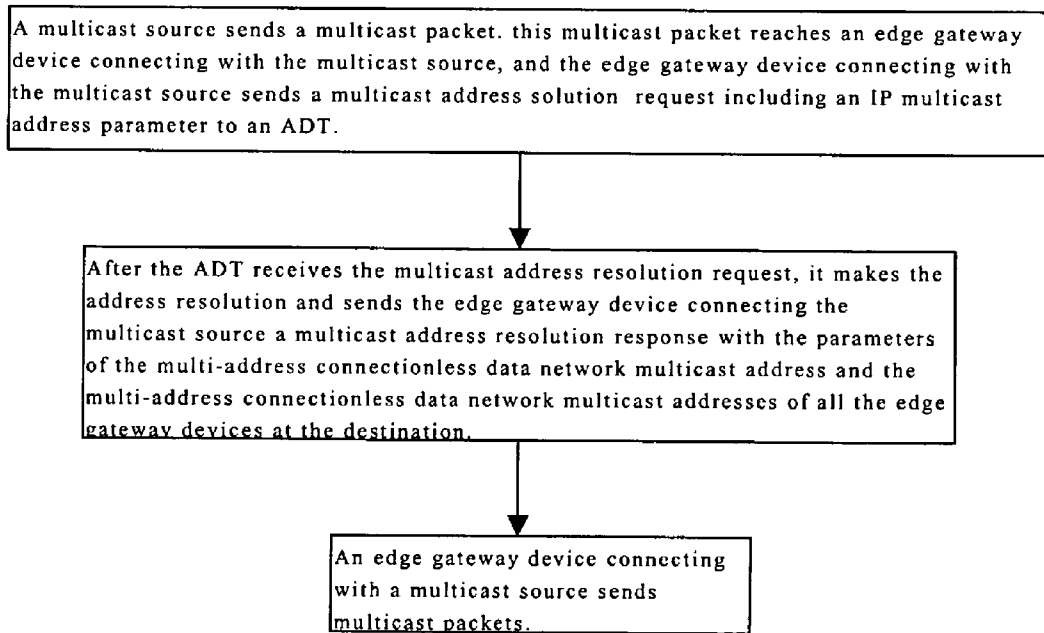 A multicast source sends a multicast packet. this multicast packet reaches an edge gateway
device connecting with the multicast source, and the edge gateway device connecting with
the multicast source sends a multicast address solution request including an IP multicast
address parameter to an ADT.
After the ADT receives the multicast address resolution request, it makes the
address resolution and sends the edge gateway device connecting the
multicast source a multicast address resolution response with the parameters
of the multi-address connectionless data network multicast address and the
multi-address connectionless data network multicast addresses of all the edge
gateway devices at the destination.
An edge gateway device connecting
with a multicast source sends
multicast packets.